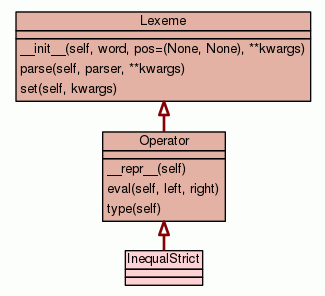 Lexeme
__init__(self, word, pos=(None, None), **kwargs)
parse(self, parser, **kwargs)
set(self, kwargs)
Operator
__repr__(self)
eval(self, left, right)
type(self)
InequalStrict